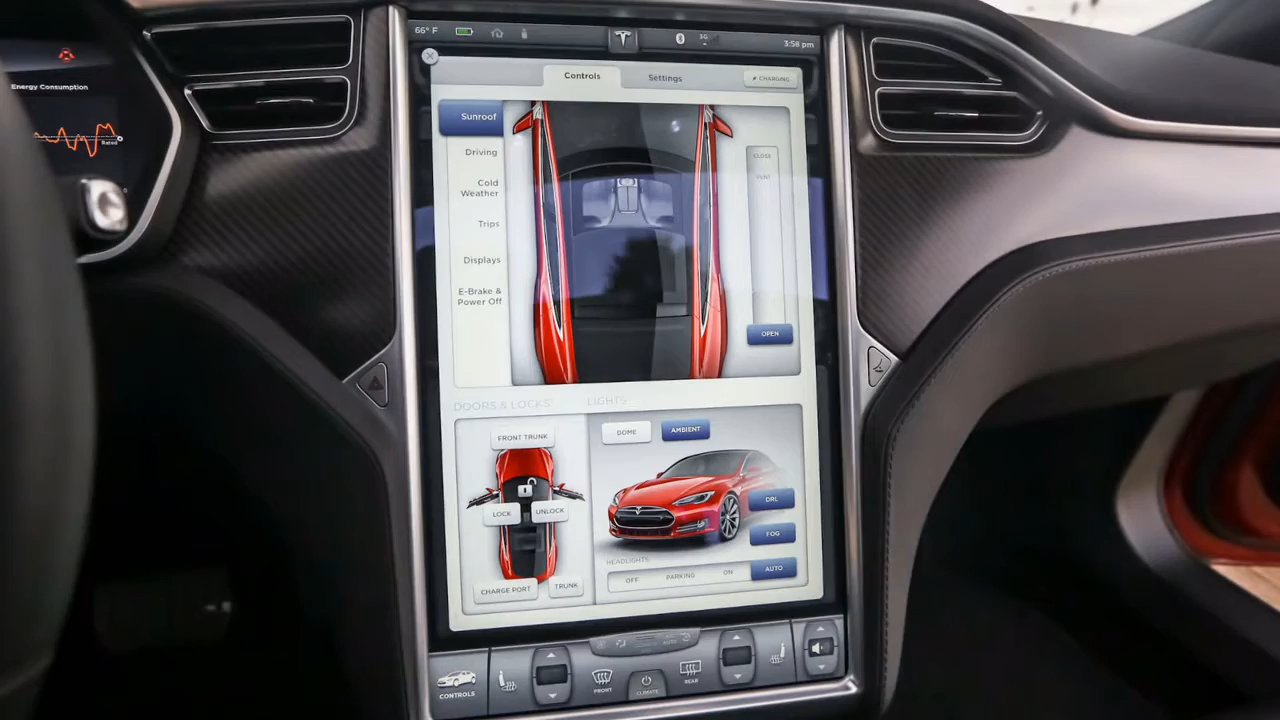 66° F
3G
3:58 pm
Energy Consumption
Rated
Controls
Settings
CHARGING
Sunroof
Driving
Cold
Weather
Trips
Displays
E-Brake &
Power Off
CLOSE
VENT
OPEN
DOORS & LOCKS
LIGHTS
FRONT TRUNK
LOCK
UNLOCK
CHARGE PORT
TRUNK
DOME
AMBIENT
DRL
FOG
HEADLIGHTS
OFF
PARKING
ON
AUTO
CONTROLS
FRONT
CLIMATE
REAR